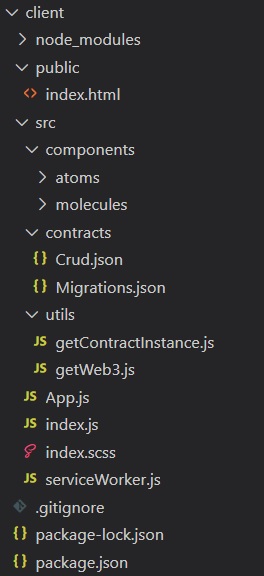 client
node_modules
public
index.html
src
components
atoms
molecules
contracts
{} Crud.json
{} Migrations.json
utils
JS getContractInstance.js
JS getWeb3.js
JS App.js
JS index.js
index.scss
JS serviceWorker.js
.gitignore
{} package-lock.json
{} package.json